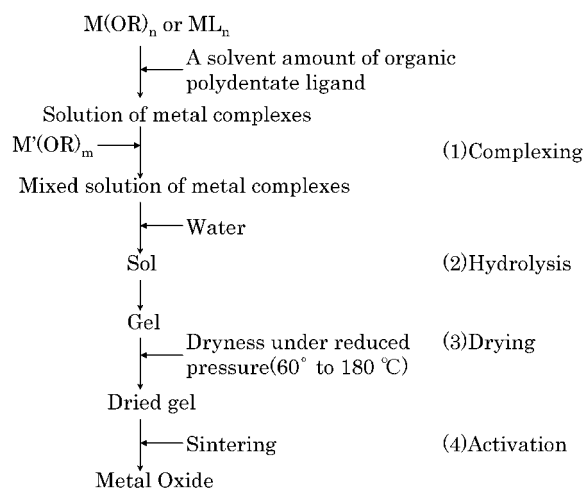 M(OR)n or MLn
A solvent amount of organic
polydentate ligand
Solution of metal complexes
M'(OR)m
(1)Complexing
Mixed solution of metal complexes
Water
Sol
(2)Hydrolysis
Gel
Dryness under reduced
(3)Drying
pressure(60° to 180 ℃)
Dried gel
Sintering
(4)Activation
Metal Oxide